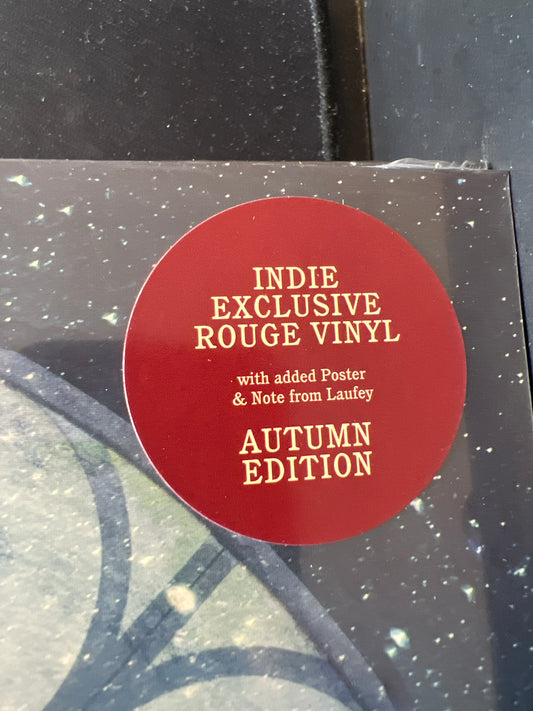 INDIE
EXCLUSIVE
ROUGE VINYL
with added Poster
& Note from Laufey
AUTUMN
EDITION